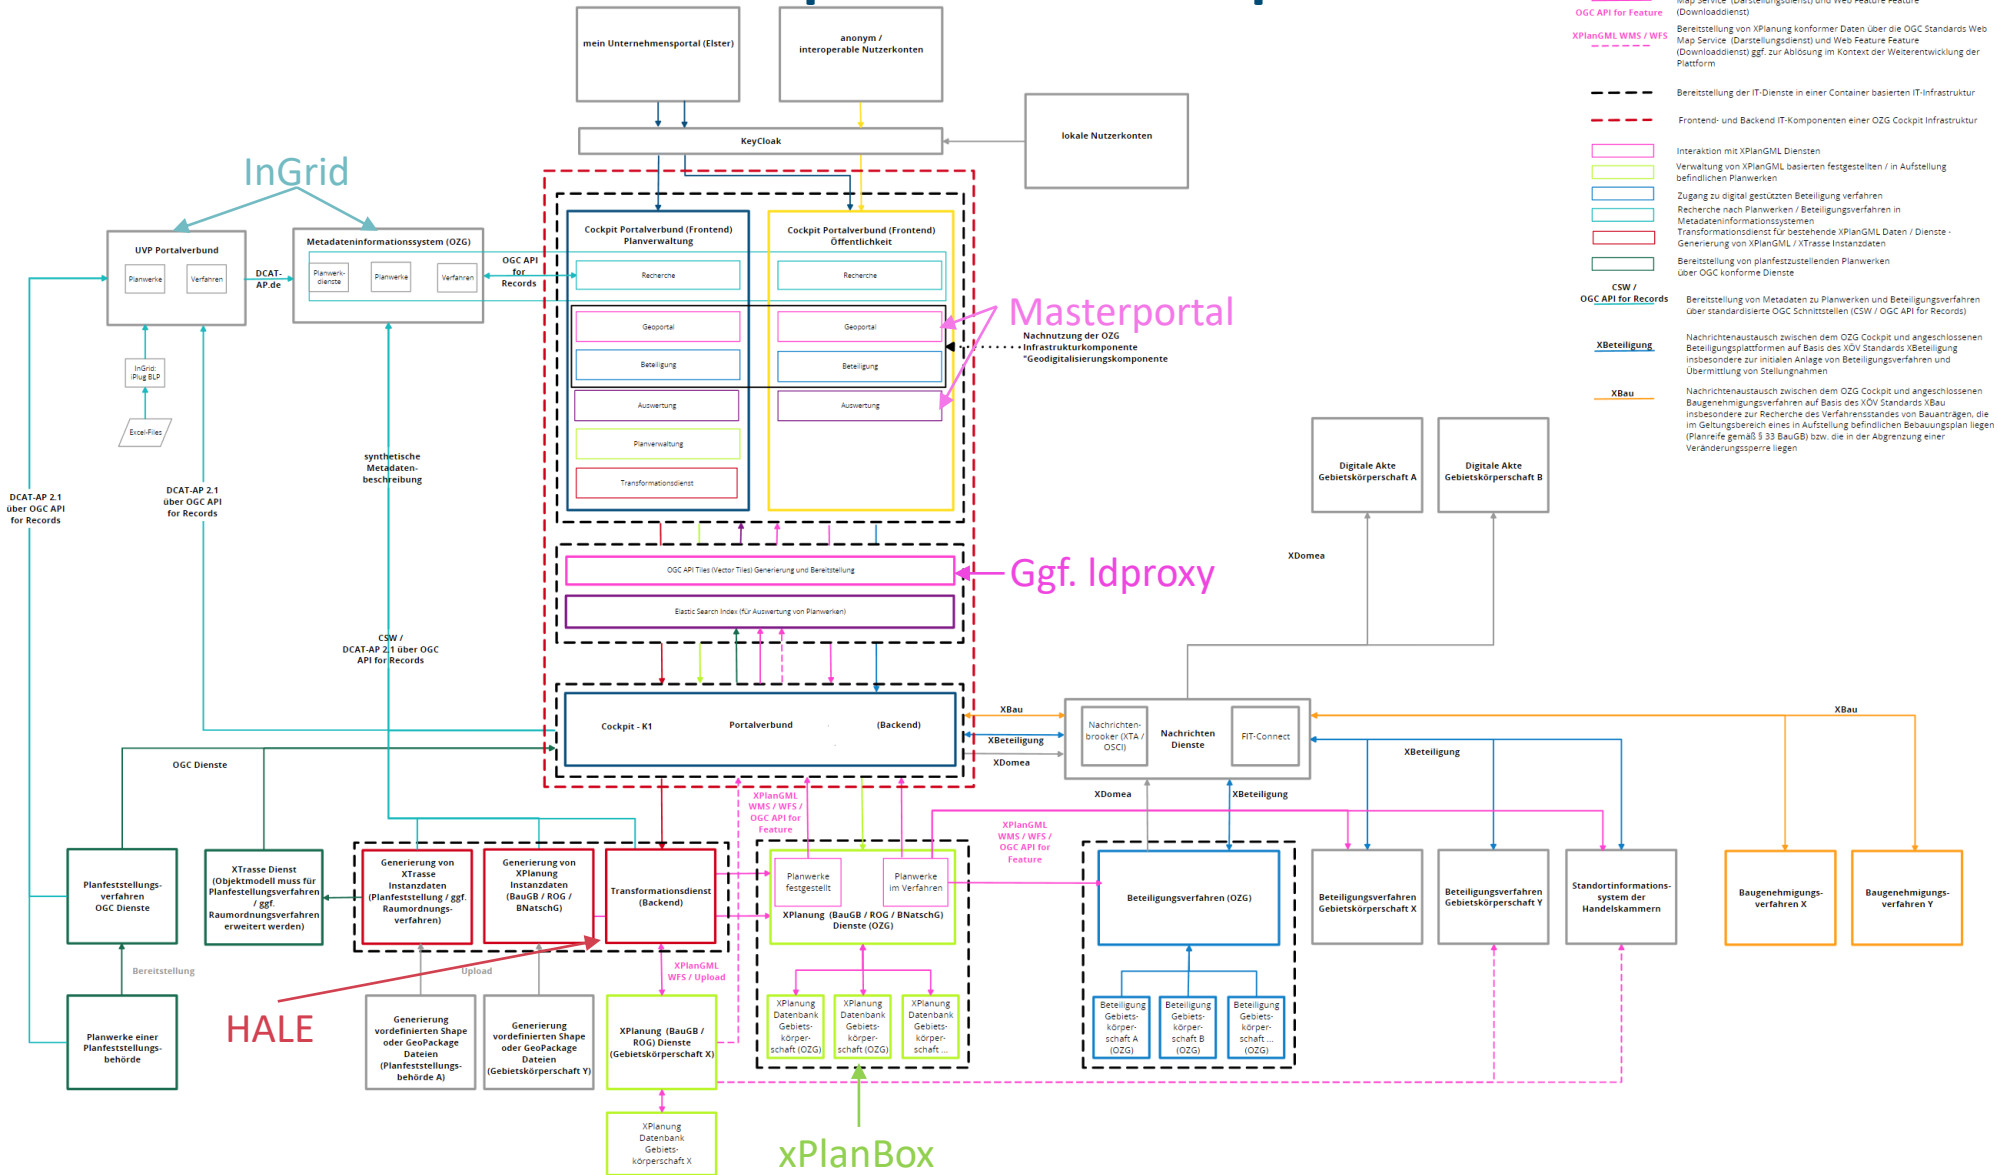 Map Service (Darstellungsdienst) und Web Feature Feature
OGC API for Feature
(Downloaddienst)
XPlanGML WMS / WFS
Bereitstellung von XPlanung konformer Daten über die OGC Standards Web
Map Service (Darstellungsdienst) und Web Feature Feature
(Downloaddienst) ggf. zur Ablösung im Kontext der Weiterentwicklung der
Plattform
Bereitstellung der IT-Dienste in einer Container basierten IT-Infrastruktur
Frontend- und Backend IT-Komponenten einer OZG Cockpit Infrastruktur
Interaktion mit XPlanGML Diensten
Verwaltung von XPlanGML basierten festgestellten / in Aufstellung
befindlichen Planwerken
Zugang zu digital gestützten Beteiligung verfahren
Recherche nach Planwerken / Beteiligungsverfahren in
Metadateninformationssystemen
Transformationsdienst für bestehende XPlanGML Daten / Dienste -
Generierung von XPlanGML / XTrasse Instanzdaten
Bereitstellung von planfestzustellenden Planwerken
über OGC konforme Dienste
CSW /
OGC API for Records
Bereitstellung von Metadaten zu Planwerken und Beteiligungsverfahren
über standardisierte OGC Schnittstellen (CSW / OGC API for Records)
XBeteiligung
Nachrichtenaustausch zwischen dem OZG Cockpit und angeschlossenen
Beteiligungsplattformen auf Basis des XÖV Standards XBeteiligung
insbesondere zur initialen Anlage von Beteiligungsverfahren und
Übermittlung von Stellungnahmen
XBau
Nachrichtenaustausch zwischen dem OZG Cockpit und angeschlossenen
Baugenehmigungsverfahren auf Basis des XÖV Standards XBau
insbesondere zur Recherche des Verfahrensstandes von Bauanträgen, die
im Geltungsbereich eines in Aufstellung befindlichen Bebauungsplan liegen
(Planreife gemäß § 33 BauGB) bzw. die in der Abgrenzung einer
Veränderungssperre liegen
mein Unternehmensportal (Elster)
anonym /
interoperable Nutzerkonten
KeyCloak
lokale Nutzerkonten
InGrid
UVP Portalverbund
Planwerke
Verfahren
DCAT-
AP.de
Metadateninformationssystem (OZG)
Planwerk-
dienste
Planwerke
Verfahren
OGC API
for
Records
Cockpit Portalverbund (Frontend)
Planverwaltung
Recherche
Geoportal
Beteiligung
Auswertung
Planverwaltung
Transformationsdienst
Cockpit Portalverbund (Frontend)
Öffentlichkeit
Recherche
Geoportal
Beteiligung
Auswertung
Masterportal
Nachnutzung der OZG
Infrastrukturkomponente
"Geodigitalisierungskomponente
InGrid:
iPlug BLP
Excel-Files
DCAT-AP 2.1
über OGC API
for Records
DCAT-AP 2.1
über OGC API
for Records
synthetische
Metadaten-
beschreibung
Digitale Akte
Gebietskörperschaft A
Digitale Akte
Gebietskörperschaft B
XDomea
OGC API Tiles (Vector Tiles) Generierung und Bereitstellung
Elastic Search Index (für Auswertung von Planwerken)
Ggf. ldproxy
CSW /
DCAT-AP 2.1 über OGC
API for Records
Cockpit - K1
Portalverbund
(Backend)
XBau
XBeteiligung
XDomea
Nachrichten-
brooker (XTA /
OSCI)
Nachrichten
Dienste
FIT-Connect
XBau
XBeteiligung
OGC Dienste
XPlanGML
WMS / WFS /
OGC API for
Feature
XDomea
XBeteiligung
XPlanGML
WMS / WFS /
OGC API for
Feature
Planfeststellungs-
verfahren
OGC Dienste
XTrasse Dienst
(Objektmodell muss für
Planfestellungsverfahren
/ ggf.
Raumordnungsverfahren
erweitert werden)
Generierung von
XTrasse
Instanzdaten
(Planfeststellung / ggf.
Raumordnungs-
verfahren)
Generierung von
XPlanung
Instanzdaten
(BauGB / ROG /
BNatschG)
Transformationsdienst
(Backend)
Planwerke
festgestellt
Planwerke
im Verfahren
XPlanung (BauGB / ROG / BNatschG)
Dienste (OZG)
Beteiligungsverfahren (OZG)
Beteiligungsverfahren
Gebietskörperschaft X
Beteiligungsverfahren
Gebietskörperschaft Y
Standortinformations-
system der
Handelskammern
Baugenehmigungs-
verfahren X
Baugenehmigungs-
verfahren Y
Bereitstellung
Upload
XPlanGML
WFS / Upload
HALE
Planwerke einer
Planfeststellungs-
behörde
Generierung
vordefinierten Shape
oder GeoPackage
Dateien
(Planfeststellungs-
behörde A)
Generierung
vordefinierten Shape
oder GeoPackage
Dateien
(Gebietskörperschaft Y)
XPlanung (BauGB /
ROG) Dienste
(Gebietskörperschaft X)
XPlanung
Datenbank
Gebiets-
körper-
schaft (OZG)
XPlanung
Datenbank
Gebiets-
körper-
schaft (OZG)
XPlanung
Datenbank
Gebiets-
körper-
schaft ...
Beteiligung
Gebiets-
körper-
schaft A
(OZG)
Beteiligung
Gebiets-
körper-
schaft B
(OZG)
Beteiligung
Gebiets-
körper-
schaft ...
(OZG)
XPlanung
Datenbank
Gebiets-
körperschaft X
xPlanBox